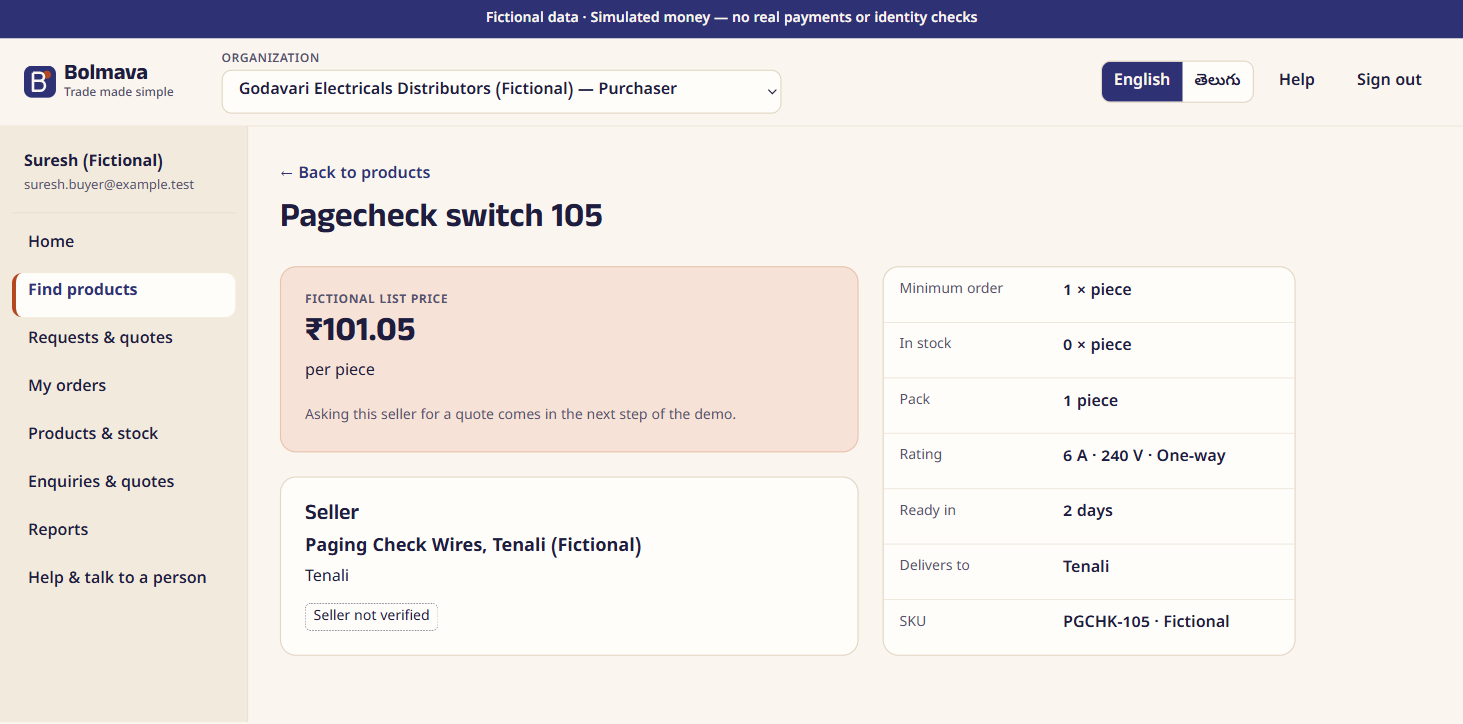 Fictional data · Simulated money — no real payments or identity checks
B
Bolmava
Trade made simple
ORGANIZATION
Godavari Electricals Distributors (Fictional) — Purchaser
English
తెలుగు
Help
Sign out
Suresh (Fictional)
suresh.buyer@example.test
Home
Find products
Requests & quotes
My orders
Products & stock
Enquiries & quotes
Reports
Help & talk to a person
← Back to products
Pagecheck switch 105
FICTIONAL LIST PRICE
₹101.05
per piece
Asking this seller for a quote comes in the next step of the demo.
Seller
Paging Check Wires, Tenali (Fictional)
Tenali
Seller not verified
Minimum order 1 × piece
In stock 0 × piece
Pack 1 piece
Rating 6 A · 240 V · One-way
Ready in 2 days
Delivers to Tenali
SKU PGCHK-105 · Fictional